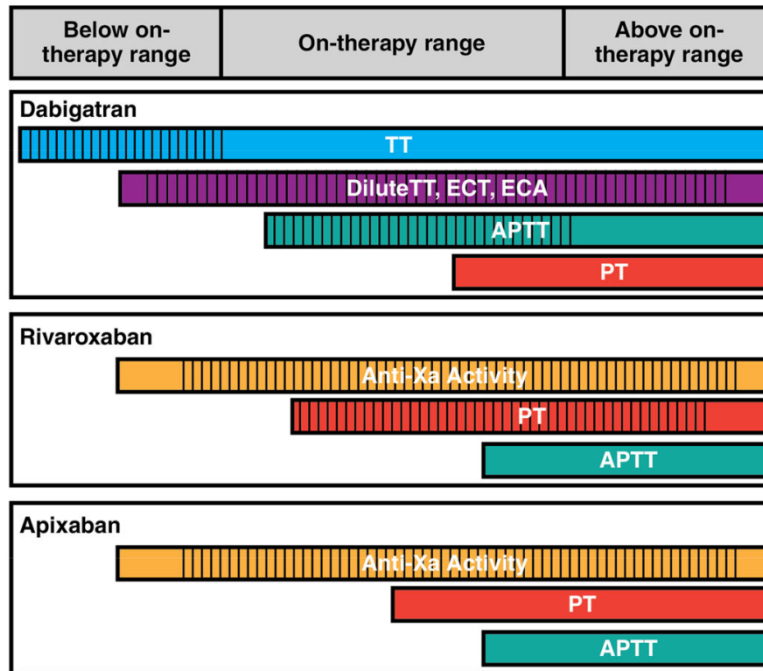 Below on-
therapy range
On-therapy range
Above on-
therapy range
Dabigatran
TT
DiluteTT, ECT, ECA
APTT
PT
Rivaroxaban
Anti-Xa Activity
PT
APTT
Apixaban
Anti-Xa Activity
PT
APTT